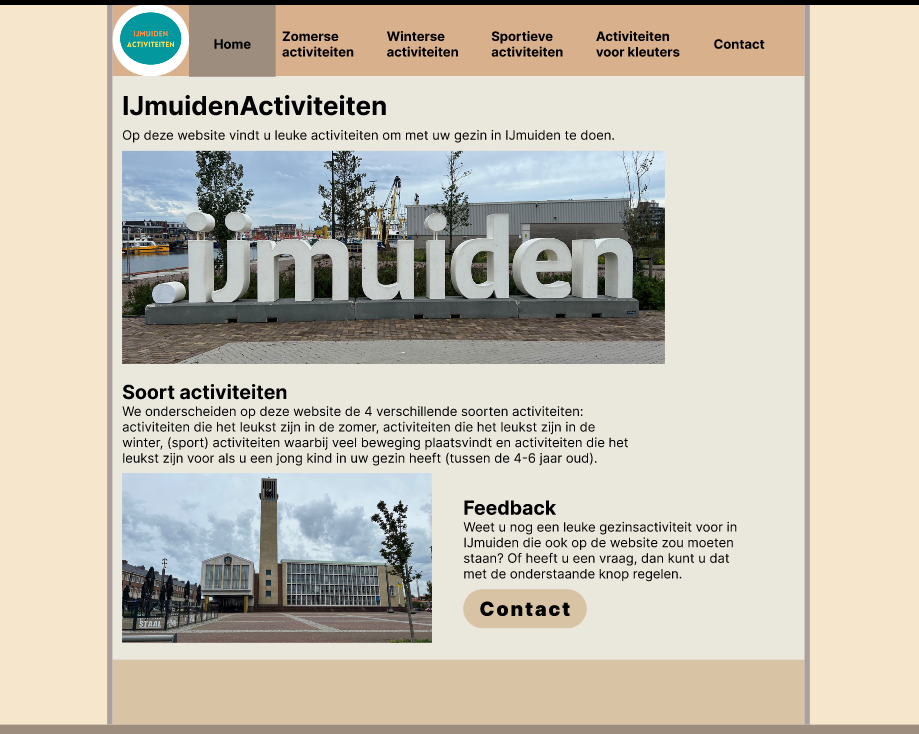 IJMUIDEN
ACTIVITEITEN
Home
Zomerse
activiteiten
Winterse
activiteiten
Sportieve
activiteiten
Activiteiten
voor kleuters
Contact
IJmuidenActiviteiten
Op deze website vindt u leuke activiteiten om met uw gezin in IJmuiden te doen.
.ijmuiden
Soort activiteiten
We onderscheiden op deze website de 4 verschillende soorten activiteiten:
activiteiten die het leukst zijn in de zomer, activiteiten die het leukst zijn in de
winter, (sport) activiteiten waarbij veel beweging plaatsvindt en activiteiten die het
leukst zijn voor als u een jong kind in uw gezin heeft (tussen de 4-6 jaar oud).
STAAL
Feedback
Weet u nog een leuke gezinsactiviteit voor in
IJmuiden die ook op de website zou moeten
staan? Of heeft u een vraag, dan kunt u dat
met de onderstaande knop regelen.
Contact